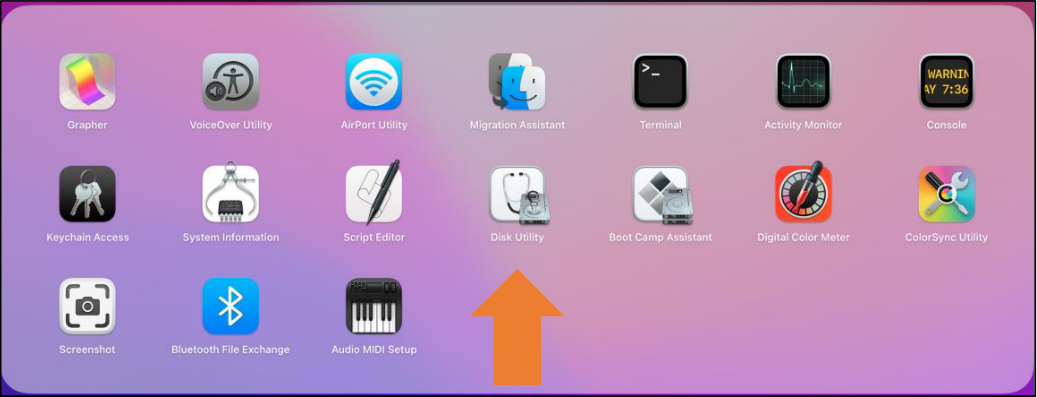 >_
WARNIN
AY 7:36
Grapher
VoiceOver Utility
AirPort Utility
Migration Assistant
Terminal
Activity Monitor
Console
Keychain Access
System Information
Script Editor
Disk Utility
Boot Camp Assistant
Digital Color Meter
ColorSync Utility
Screenshot
Bluetooth File Exchange
Audio MIDI Setup